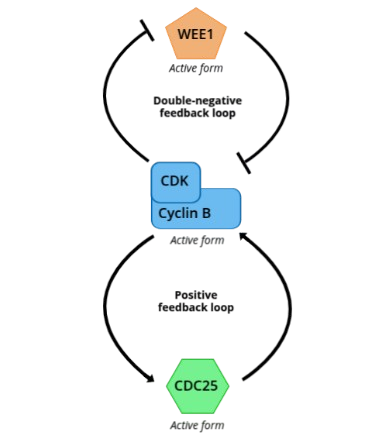 WEE1
Active form
Double-negative
feedback loop
CDK
Cyclin B
Active form
Positive
feedback loop
CDC25
Active form